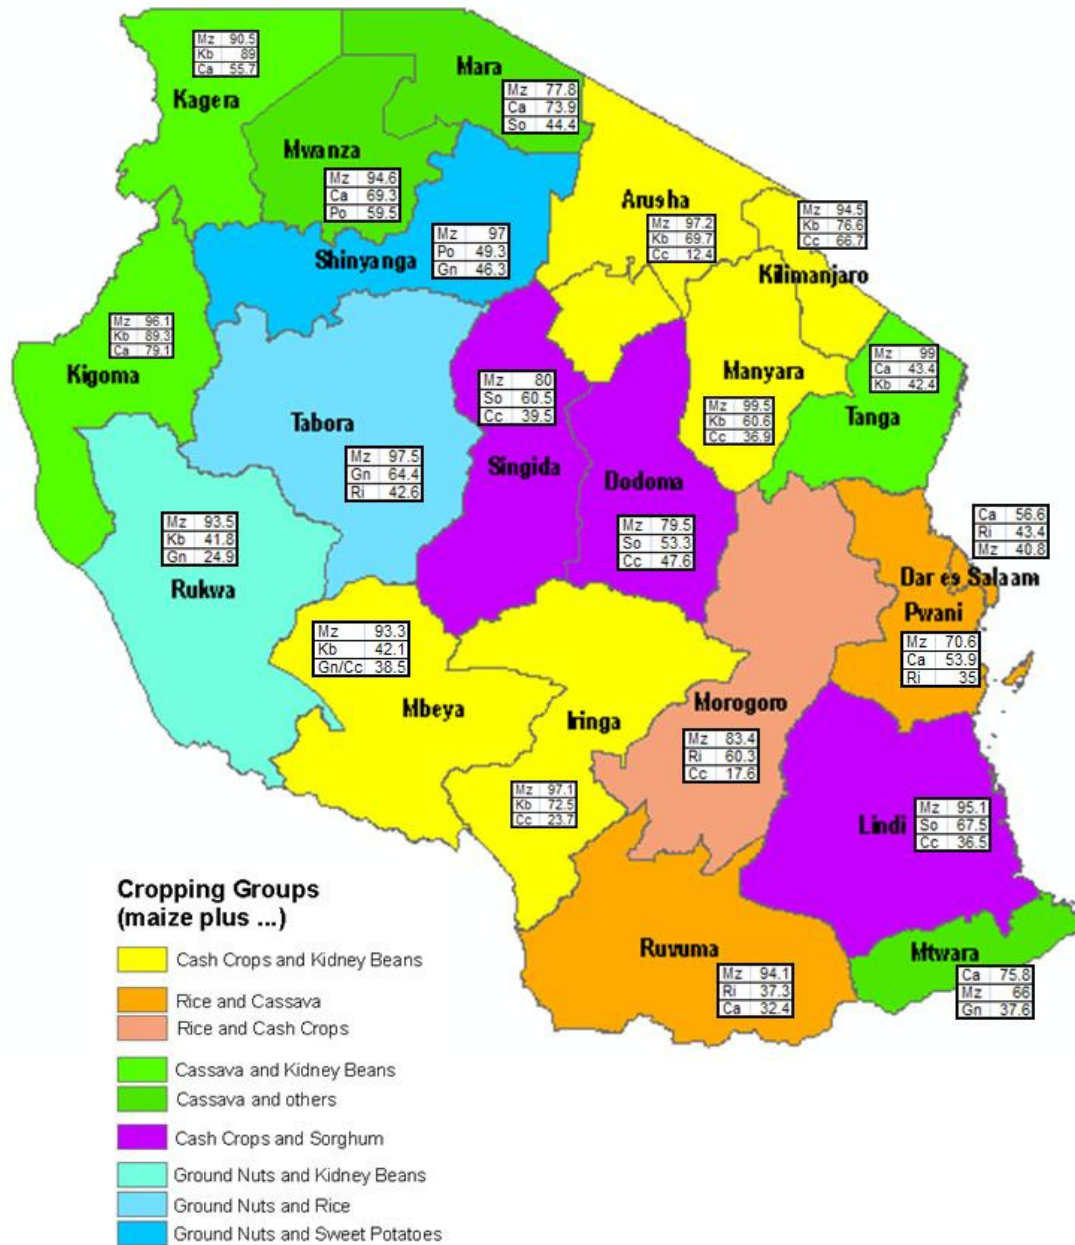 Mz 90.5
Kb 89
Ca 55.7
Kagera
Mara
Mz 77.8
Ca 73.9
So 44.4
Mwanza
Mz 94.6
Ca 69.3
Po 59.5
Arusha
Mz 97.2
Kb 69.7
Cc 12.4
Mz 94.5
Kb 76.6
Cc 66.7
Kilimanjaro
Shinyanga
Mz 97
Po 49.3
Gn 46.3
Mz 96.1
Kb 89.3
Ca 79.1
Kigoma
Mz 99
Ca 43.4
Kb 42.4
Tanga
Manyara
Mz 99.5
Kb 60.6
Cc 36.9
Mz 80
So 60.5
Cc 39.5
Singida
Tabora
Mz 97.5
Gn 64.4
Ri 42.6
Dodoma
Mz 79.5
So 53.3
Cc 47.6
Mz 93.5
Kb 41.8
Gn 24.9
Rukwa
Ca 56.6
Ri 43.4
Mz 40.8
Dar es Salaam
Pwani
Mz 70.6
Ca 53.9
Ri 35
Mz 93.3
Kb 42.1
Gn/Cc 38.5
Mbeya
Iringa
Mz 97.1
Kb 72.5
Cc 23.7
Morogoro
Mz 83.4
Ri 60.3
Cc 17.6
Lindi
Mz 95.1
So 67.5
Cc 36.5
Ruvuma
Mz 94.1
Ri 37.3
Ca 32.4
Mtwara
Ca 75.8
Mz 66
Gn 37.6
Cropping Groups
(maize plus ...)
Cash Crops and Kidney Beans
Rice and Cassava
Rice and Cash Crops
Cassava and Kidney Beans
Cassava and others
Cash Crops and Sorghum
Ground Nuts and Kidney Beans
Ground Nuts and Rice
Ground Nuts and Sweet Potatoes